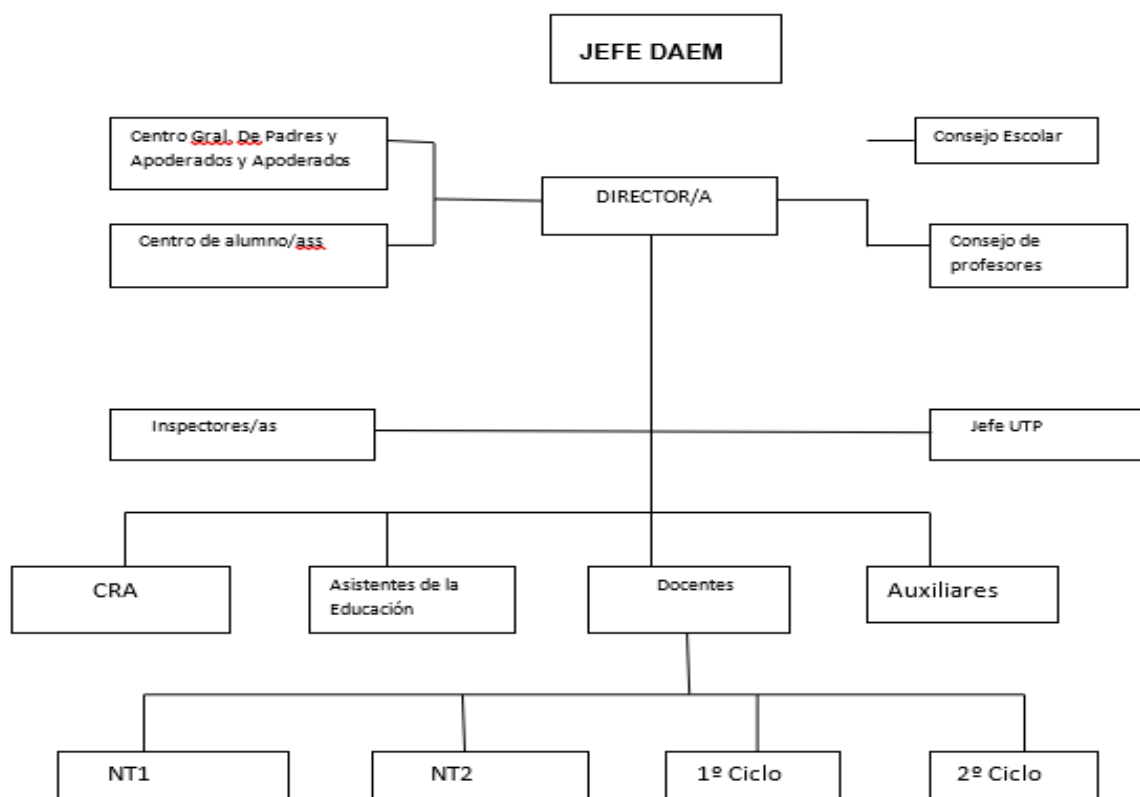 JEFE DAEM
Centro Gral. De Padres y
Apoderados y Apoderados
Consejo Escolar
DIRECTOR/A
Centro de alumno/ass
Consejo de
profesores
Inspectores/as
Jefe UTP
CRA
Asistentes de la
Educación
Docentes
Auxiliares
NT1
NT2
1º Ciclo
2º Ciclo